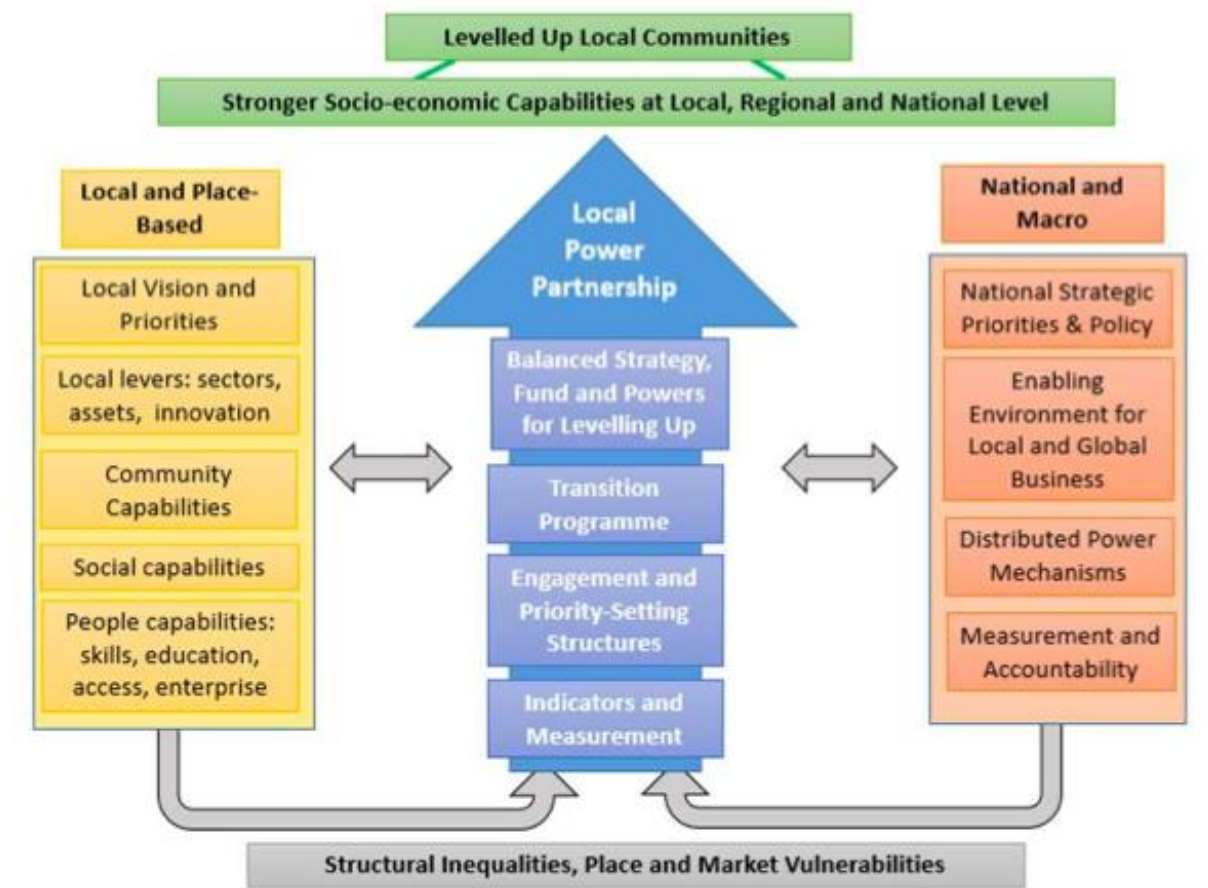 Levelled Up Local Communities
Stronger Socio-economic Capabilities at Local, Regional and National Level
Local and Place-
Based
Local Vision and
Priorities
Local levers: sectors,
assets, innovation
Community
Capabilities
Social capabilities
People capabilities:
skills, education,
access, enterprise
Local
Power
Partnership
Balanced Strategy,
Fund and Powers
for Levelling Up
Transition
Programme
Engagement and
Priority-Setting
Structures
Indicators and
Measurement
National and
Macro
National Strategic
Priorities & Policy
Enabling
Environment for
Local and Global
Business
Distributed Power
Mechanisms
Measurement and
Accountability
Structural Inequalities, Place and Market Vulnerabilities